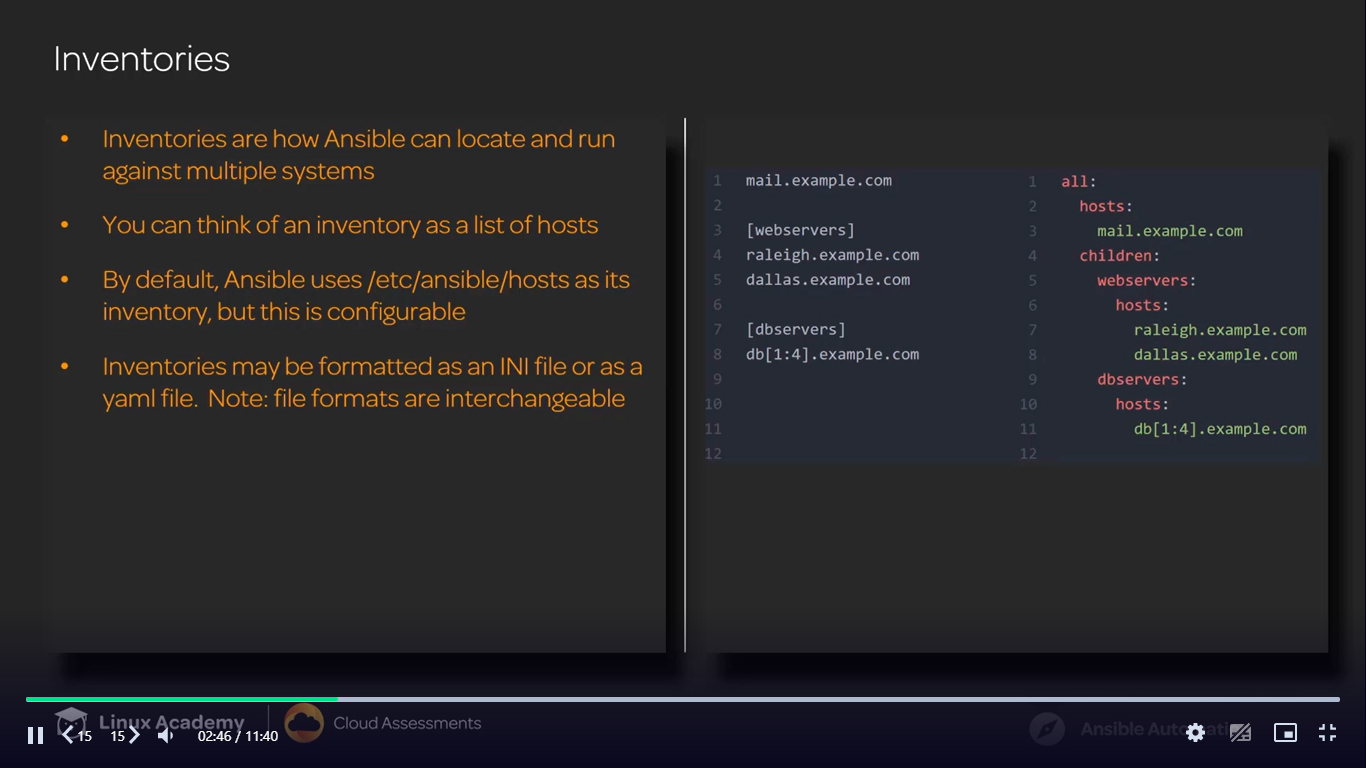 Inventories
• Inventories are how Ansible can locate and run
against multiple systems
• You can think of an inventory as a list of hosts
• By default, Ansible uses /etc/ansible/hosts as its
inventory, but this is configurable
• Inventories may be formatted as an INI file or as a
yaml file. Note: file formats are interchangeable
1 mail.example.com
2
3 [webservers]
4 raleigh.example.com
5 dallas.example.com
6
7 [dbservers]
8 db[1:4].example.com
9
10
11
12
1 all:
2 hosts:
3 mail.example.com
4 children:
5 webservers:
6 hosts:
7 raleigh.example.com
8 dallas.example.com
9 dbservers:
10 hosts:
11 db[1:4].example.com
12
Linux Academy
Cloud Assessments
Ansible
15 15 02:46 / 11:40